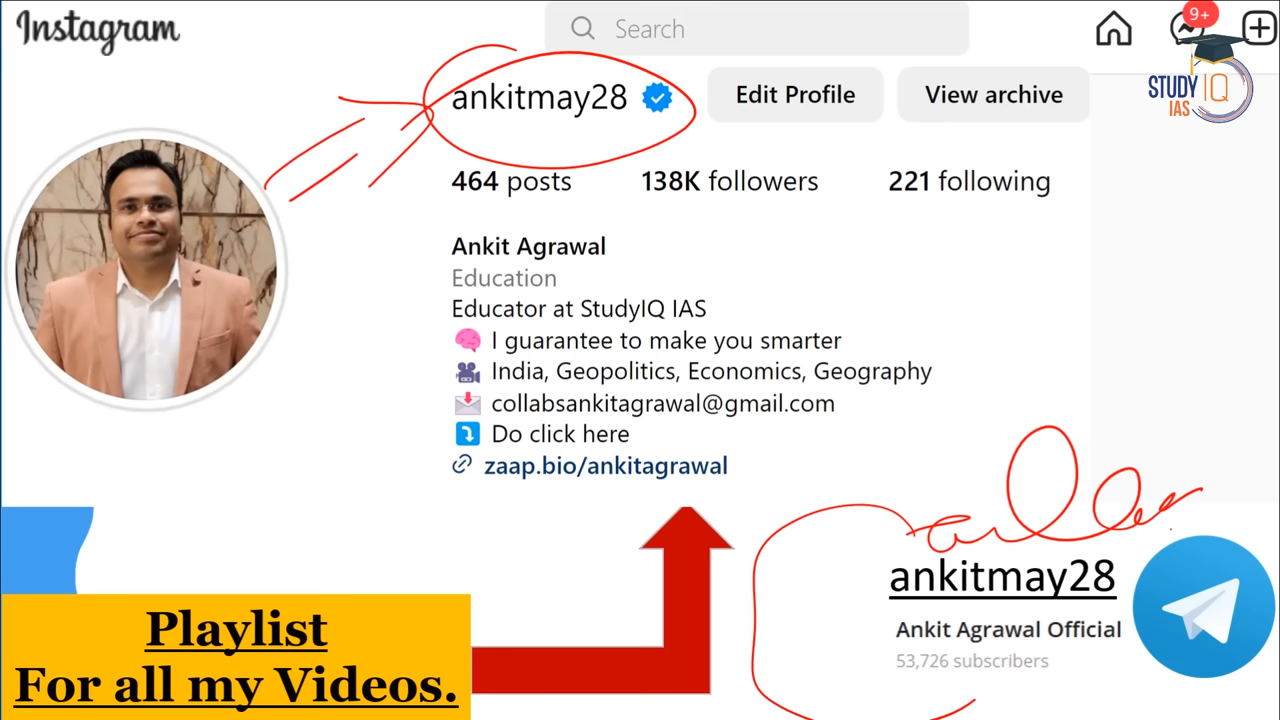 Instagram
Search
9+
ankitmay28
Edit Profile
View archive
STUDY IQ
IAS
464 posts
138K followers
221 following
Ankit Agrawal
Education
Educator at StudyIQ IAS
I guarantee to make you smarter
India, Geopolitics, Economics, Geography
collabsankitagrawal@gmail.com
Do click here
zaap.bio/ankitagrawal
ankitmay28
Ankit Agrawal Official
53,726 subscribers
Playlist
For all my Videos.